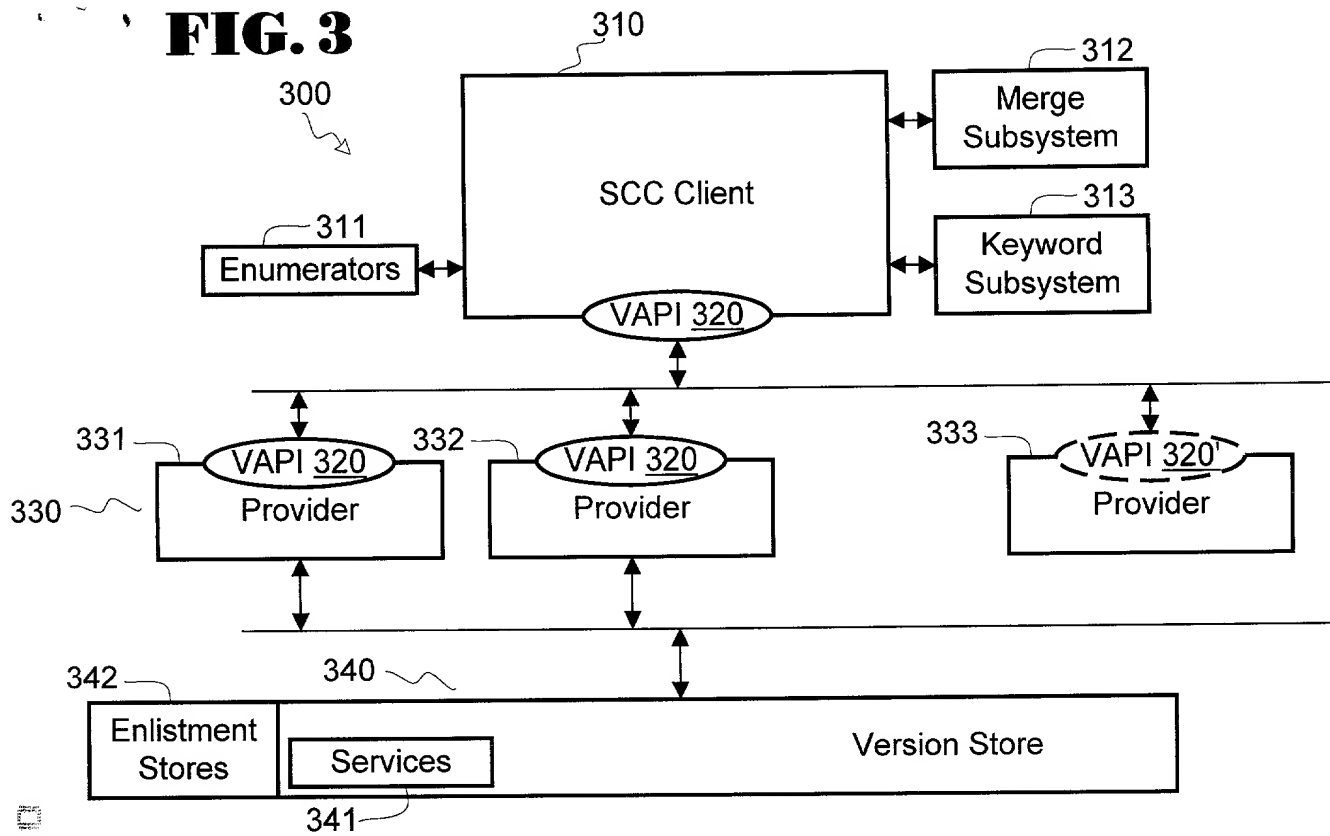 FIG. 3
310
312
300
Merge
Subsystem
SCC Client
313
311
Enumerators
Keyword
Subsystem
VAPI 320
331
VAPI 320
332
VAPI 320
333
VAPI 320'
330
Provider
Provider
Provider
342
340
Enlistment
Stores
Services
Version Store
341